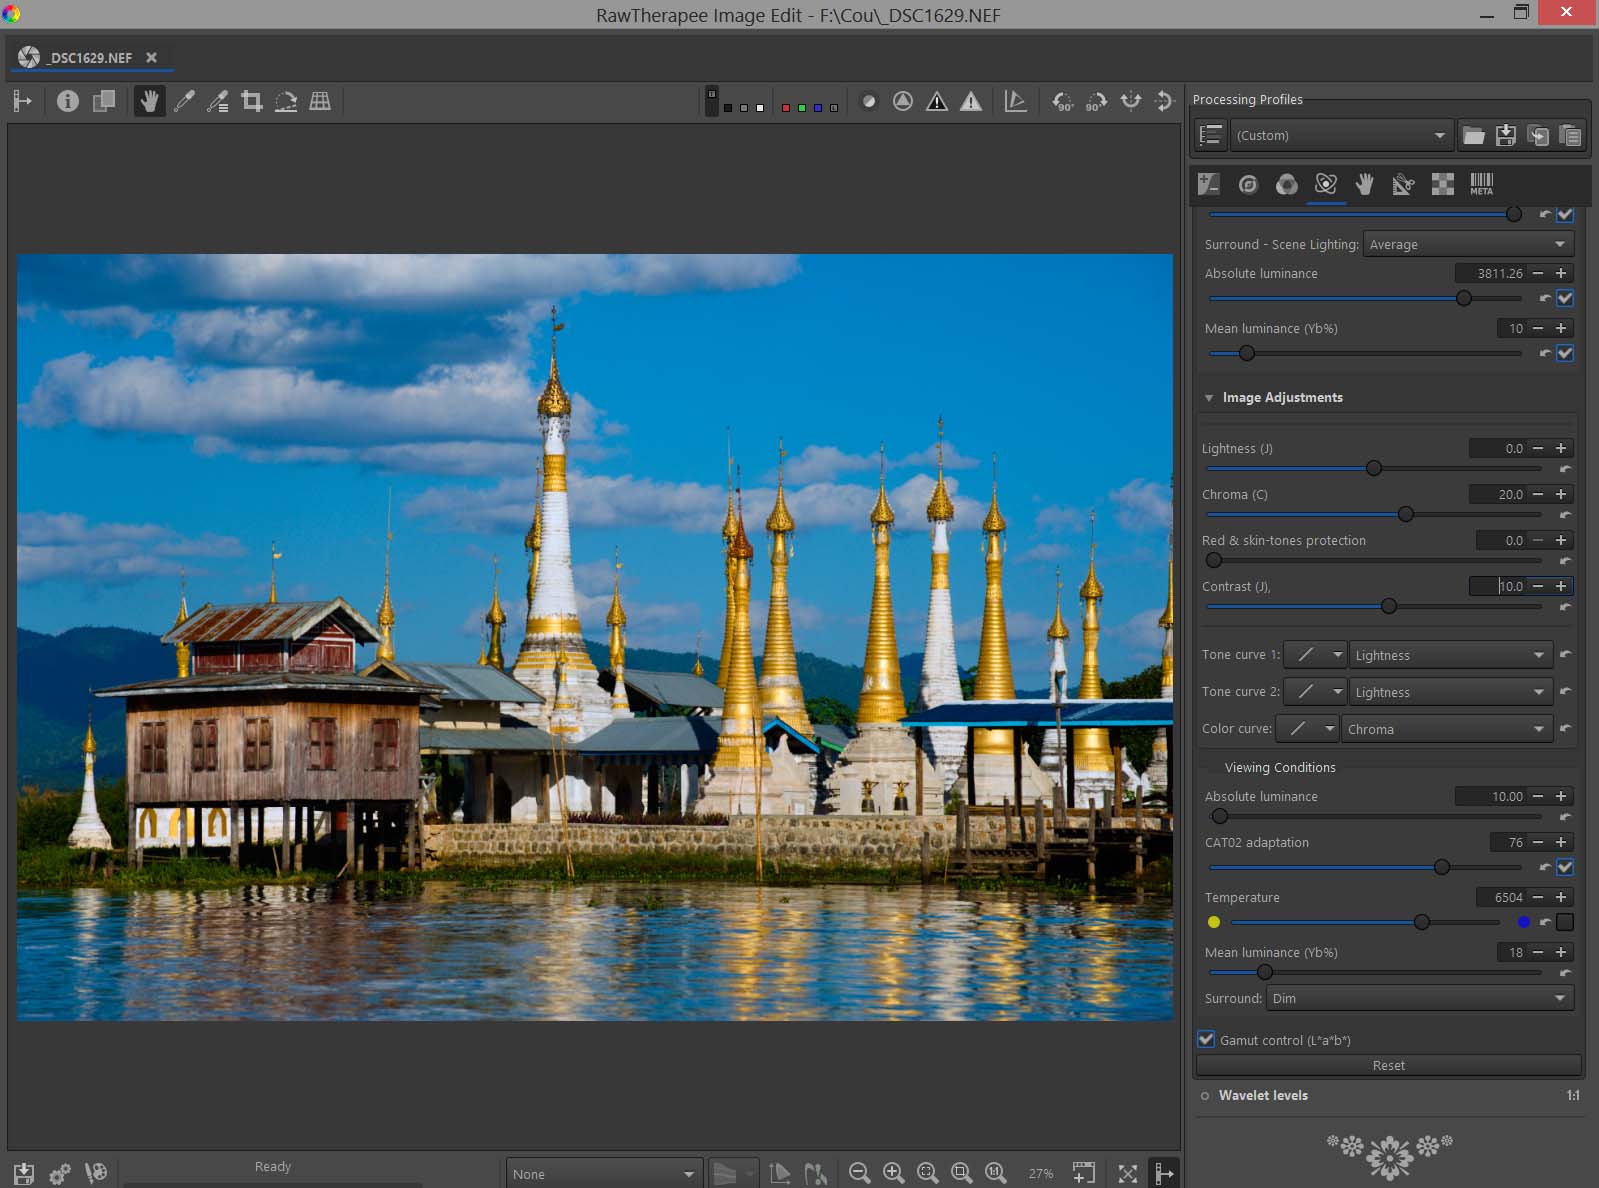 RawTherapee Image Edit - F:\Cou\_DSC1629.NEF
_DSC1629.NEF
90° 90°
Processing Profiles
(Custom)
META
Surround - Scene Lighting: Average
Absolute luminance 3811.26
Mean luminance (Yb%) 10
Image Adjustments
Lightness (J) 0.0
Chroma (C) 20.0
Red & skin-tones protection 0.0
Contrast (J), 10.0
Tone curve 1: Lightness
Tone curve 2: Lightness
Color curve: Chroma
Viewing Conditions
Absolute luminance 10.00
CAT02 adaptation 76
Temperature 6504
Mean luminance (Yb%) 18
Surround: Dim
Gamut control (L*a*b*)
Reset
Wavelet levels 1:1
Ready
None
1:1
27%